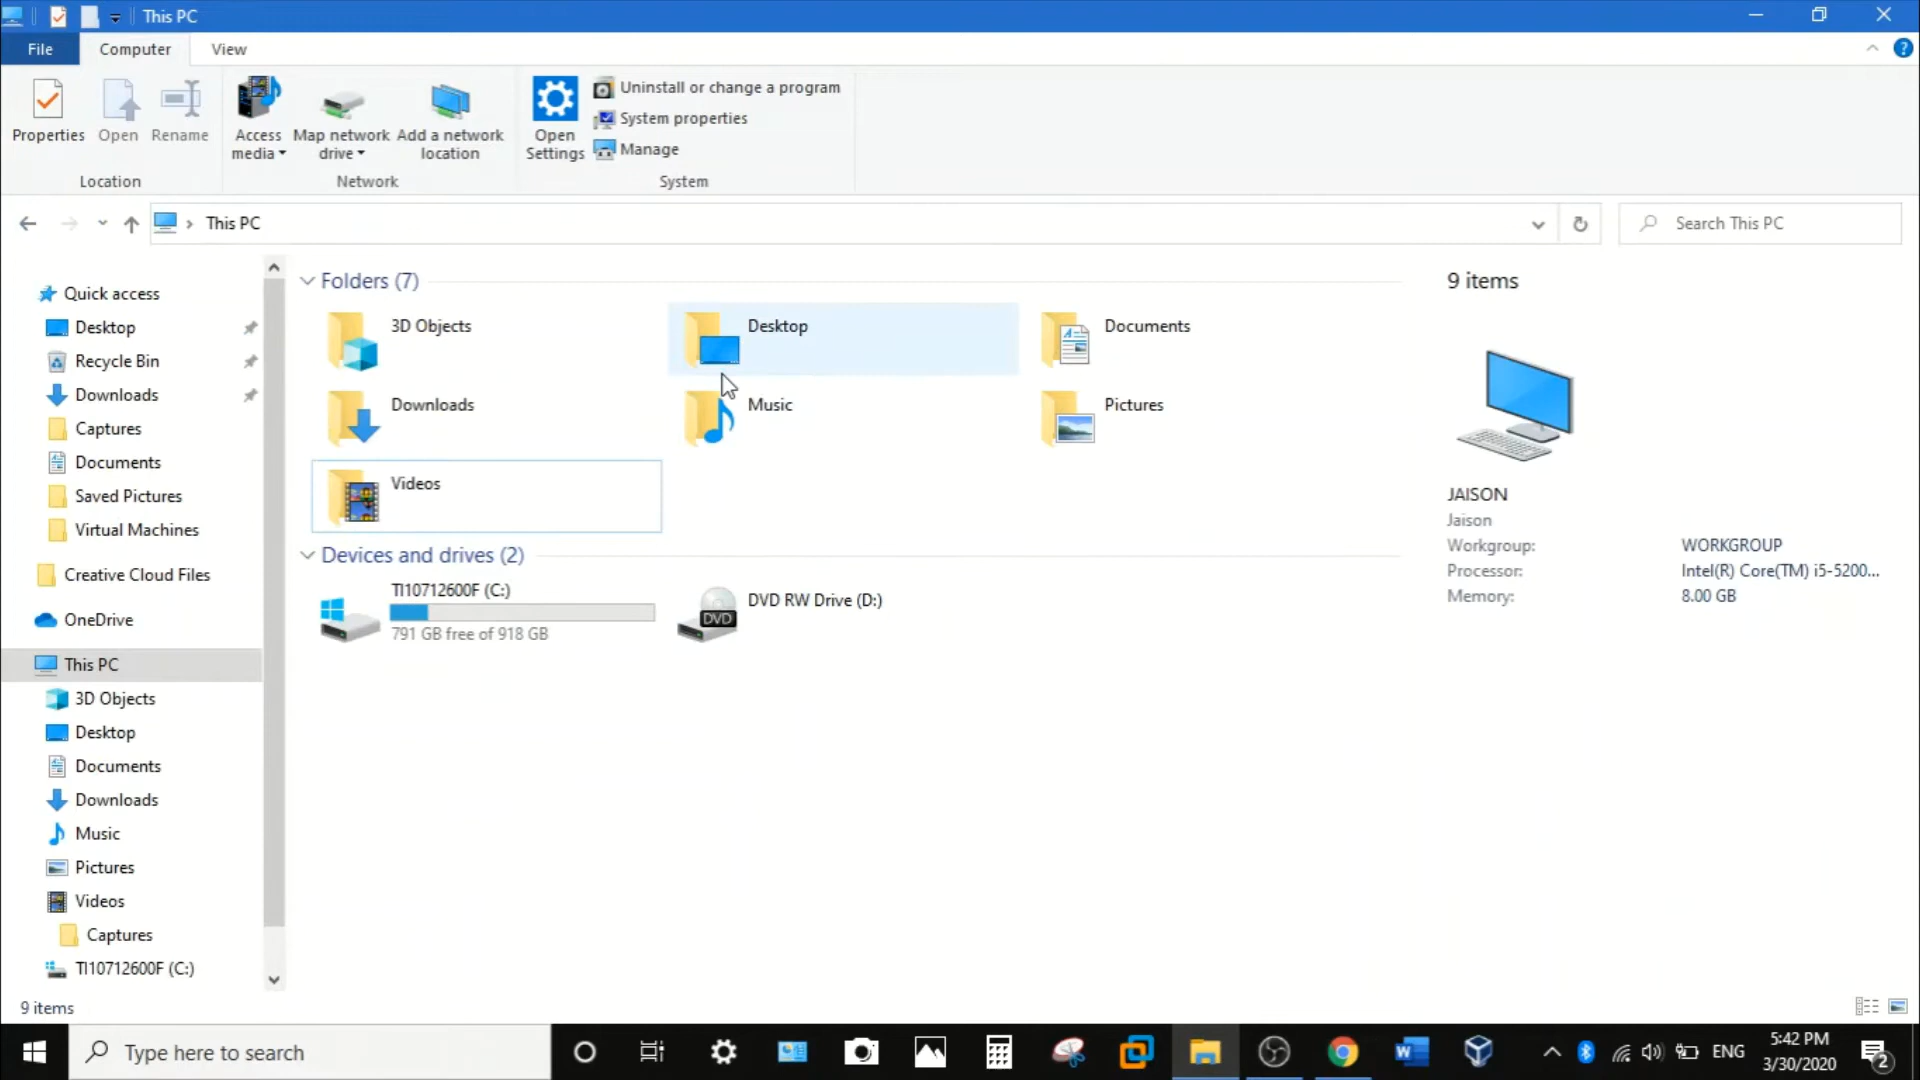 This PC
File
Computer
View
Properties
Open
Rename
Access
media
Map network
drive
Add a network
location
Open
Settings
Uninstall or change a program
System properties
Manage
Location
Network
System
This PC
Search This PC
Quick access
Desktop
Recycle Bin
Downloads
Captures
Documents
Saved Pictures
Virtual Machines
Creative Cloud Files
OneDrive
This PC
3D Objects
Desktop
Documents
Downloads
Music
Pictures
Videos
Captures
TI10712600F (C:)
Folders (7)
3D Objects
Desktop
Documents
Downloads
Music
Pictures
Videos
Devices and drives (2)
TI10712600F (C:)
791 GB free of 918 GB
DVD
DVD RW Drive (D:)
9 items
JAISON
Jaison
Workgroup: WORKGROUP
Processor: Intel(R) Core(TM) i5-5200...
Memory: 8.00 GB
9 items
Type here to search
ENG
5:42 PM
3/30/2020
2